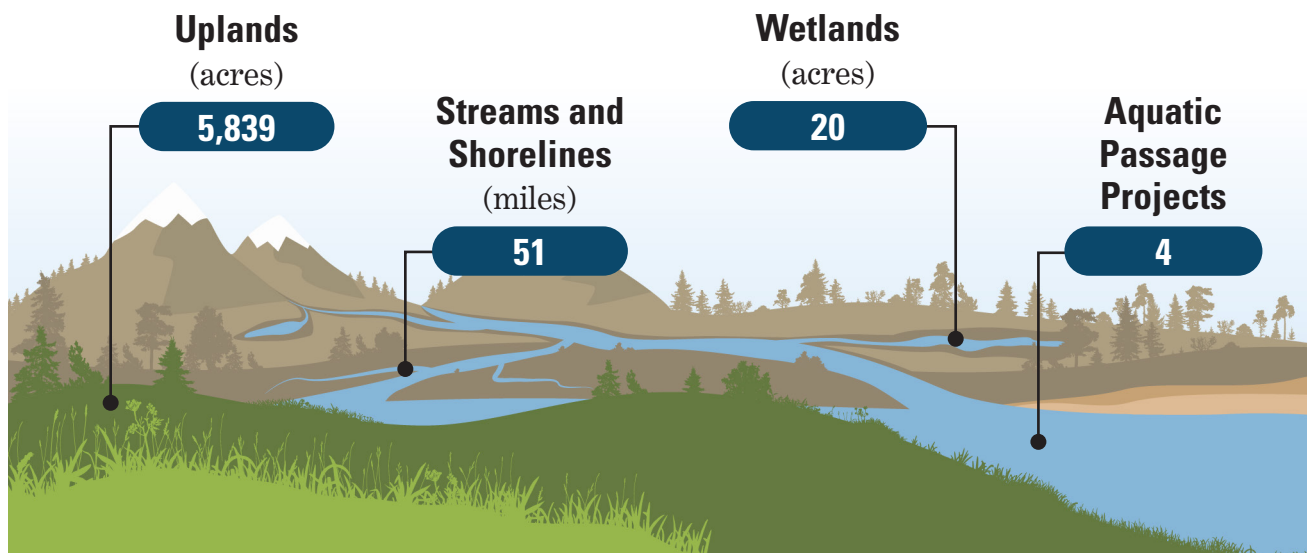 Uplands
(acres)
5,839
Streams and
Shorelines
(miles)
51
Wetlands
(acres)
20
Aquatic
Passage
Projects
4